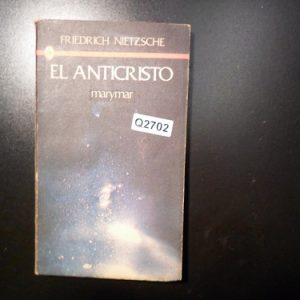 FRIEDRICH NIETZSCHE
EL ANTICRISTO
marymar
Q2702